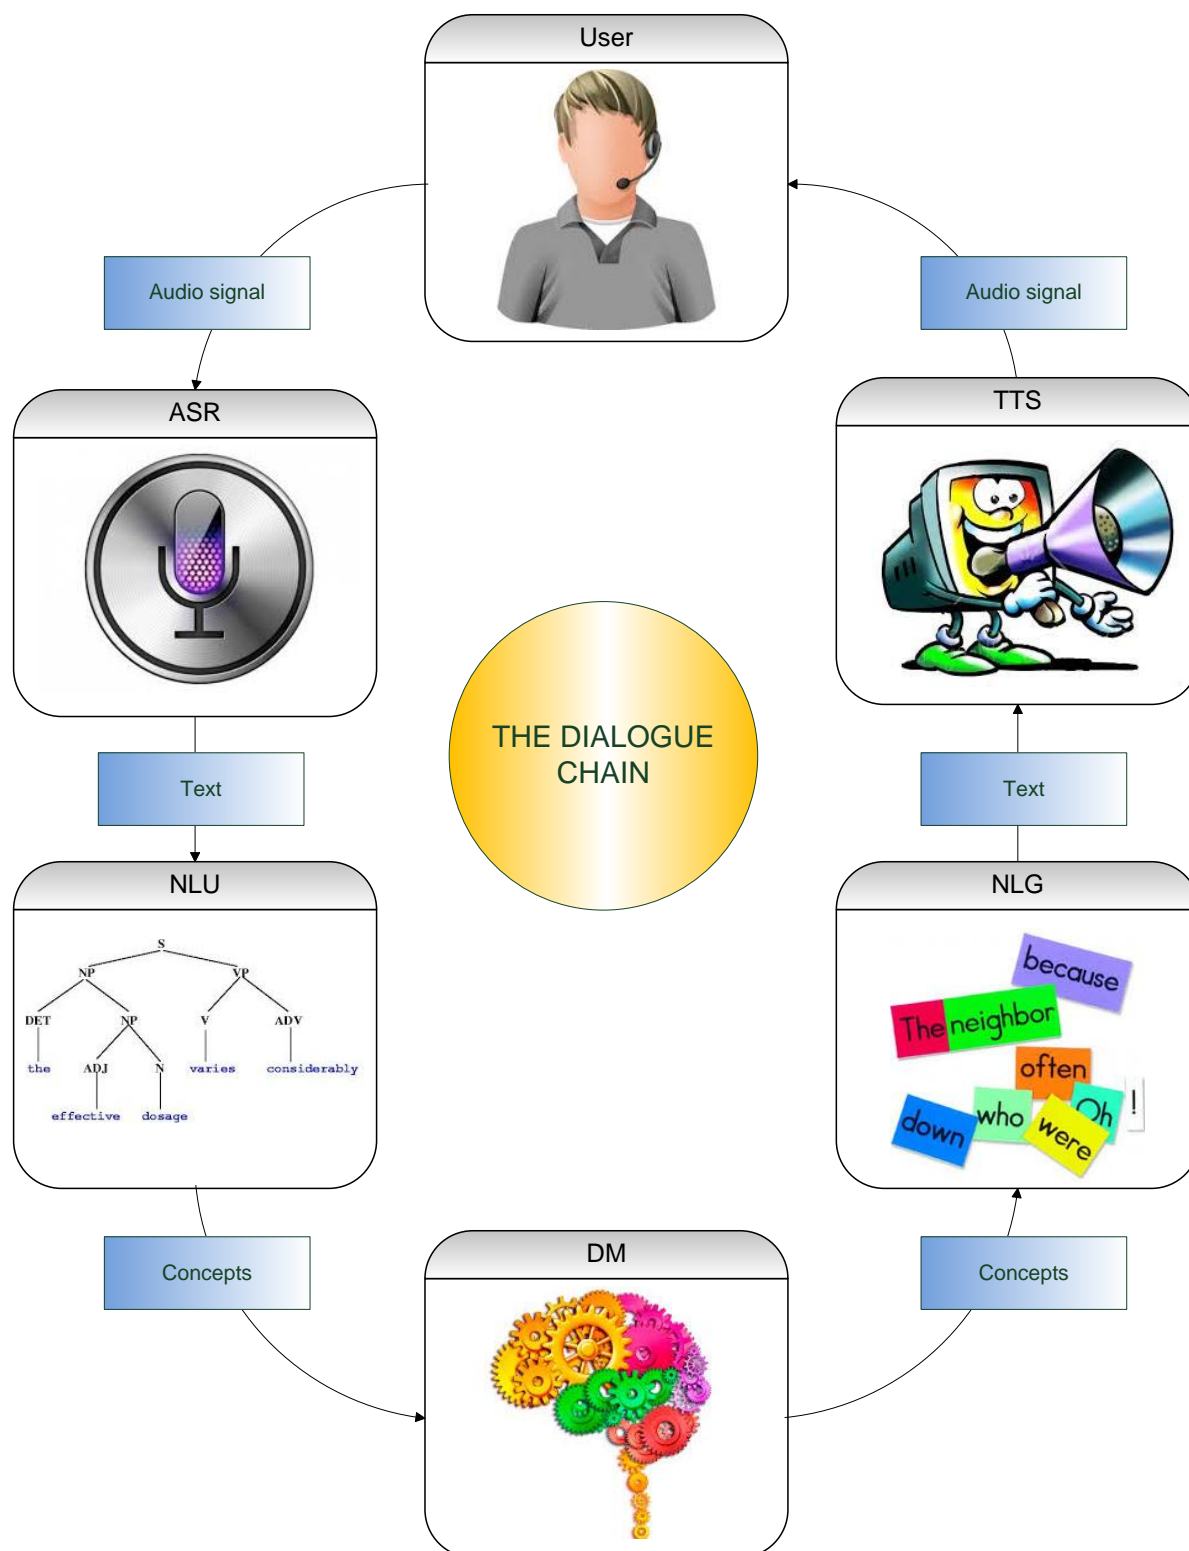 User
Audio signal
Audio signal
ASR
TTS
THE DIALOGUE
CHAIN
Text
Text
NLU
NLG
S
NP VP
DET NP V ADV
the ADJ N varies considerably
effective dosage
because
The neighbor
often
who
Oh !
down
were
Concepts
Concepts
DM